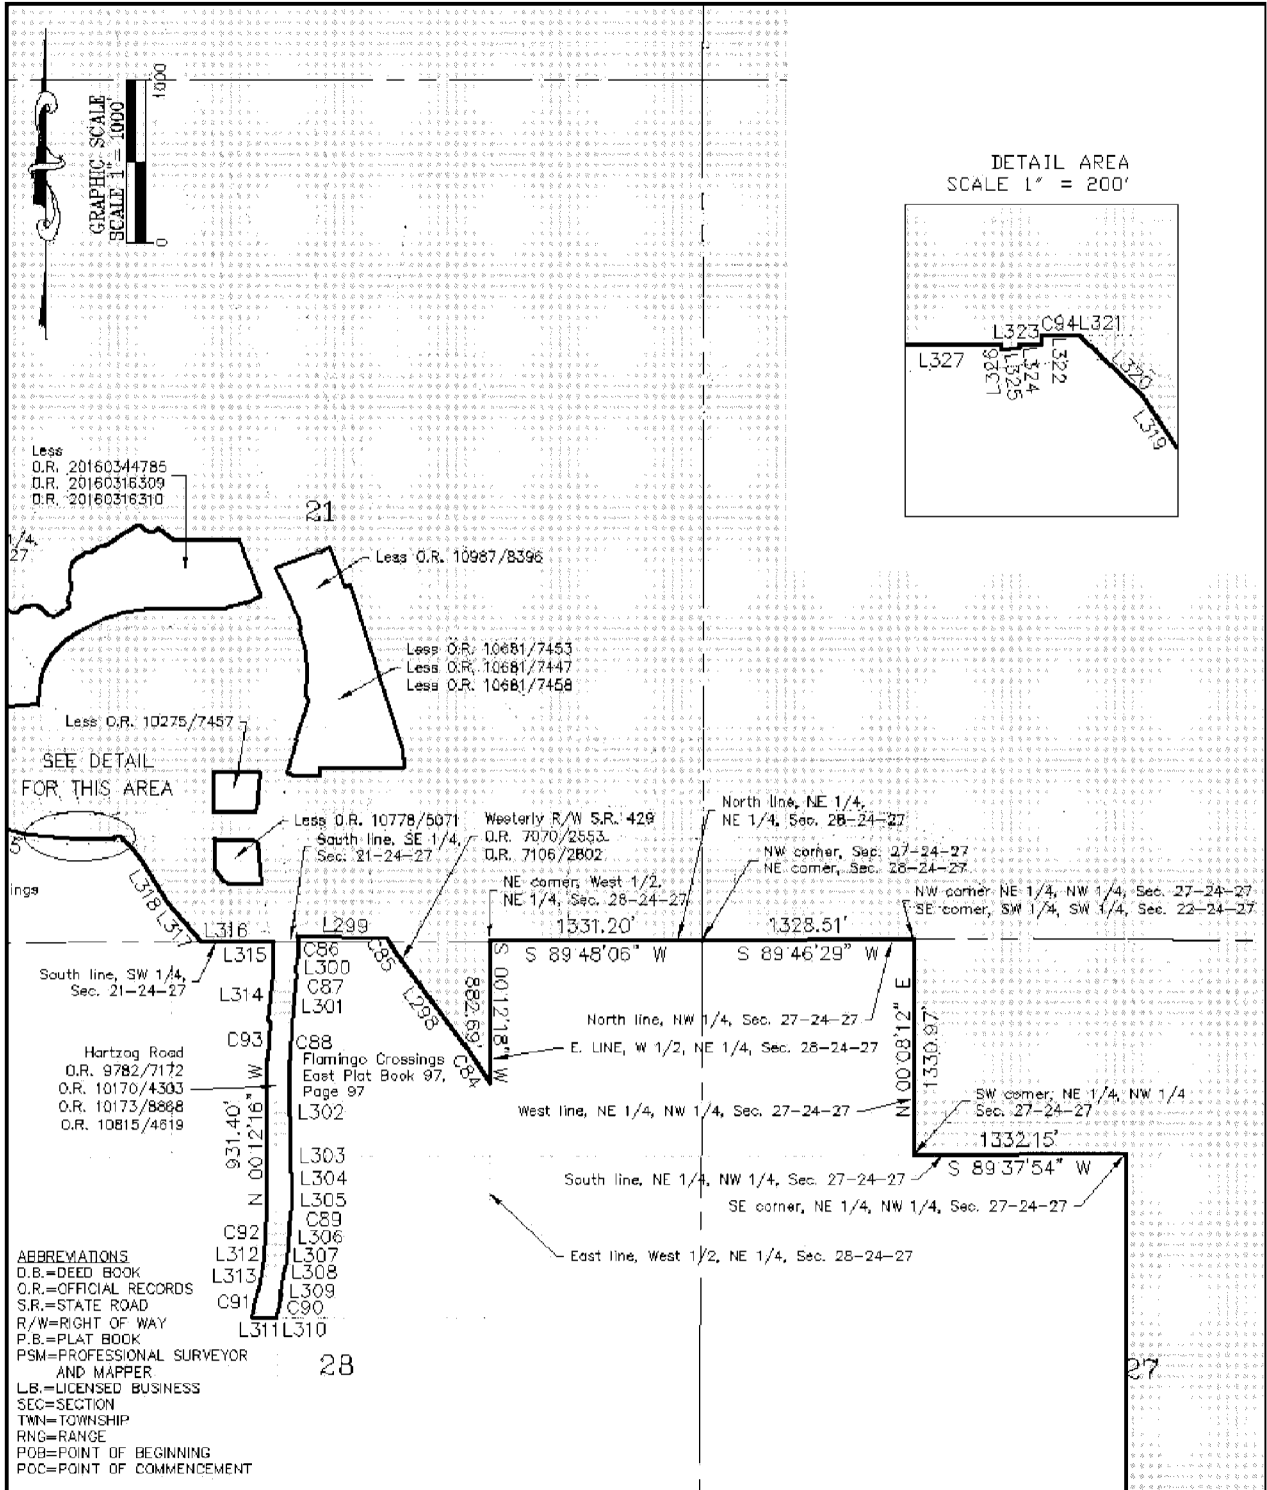 GRAPHIC SCALE
SCALE 1" = 1000'
0
1000
DETAIL AREA
SCALE 1" = 200'
L323
C94
L321
L327
L326
L325
L324
L322
L320
L319
Less
O.R. 20160344785
O.R. 20160316309
O.R. 20160316310
21
1/4,
27
Less O.R. 10987/8396
Less O.R. 10681/7453
Less O.R. 10681/7447
Less O.R. 10681/7458
Less O.R. 10275/7457
SEE DETAIL
FOR THIS AREA
Less O.R. 10778/5071
South line, SE 1/4,
Sec. 21-24-27
Westerly R/W S.R. 429
O.R. 7070/2553
O.R. 7106/2802
North line, NE 1/4,
NE 1/4, Sec. 28-24-27
NW corner, Sec. 27-24-27
NE corner, Sec. 28-24-27
NE corner, West 1/2,
NE 1/4, Sec. 28-24-27
NW corner NE 1/4, NW 1/4, Sec. 27-24-27
SE corner, SW 1/4, SW 1/4, Sec. 22-24-27
5
ings
L318
L317
L316
L315
L299
C86
C85
L300
C87
L301
L314
L298
C84
1331.20'
S 89°48'06" W
1328.51'
S 89°46'29" W
S 00°12'18" W
882.69'
N 00°08'12" E
1330.97'
South line, SW 1/4,
Sec. 21-24-27
North line, NW 1/4, Sec. 27-24-27
E. LINE, W 1/2, NE 1/4, Sec. 28-24-27
C93
C88
Flamingo Crossings
East Plat Book 97,
Page 97
Hartzog Road
O.R. 9782/7172
O.R. 10170/4303
O.R. 10173/8868
O.R. 10815/4619
931.40'
N 00°12'16" W
West line, NE 1/4, NW 1/4, Sec. 27-24-27
SW corner, NE 1/4, NW 1/4
Sec. 27-24-27
1332.15'
S 89°37'54" W
South line, NE 1/4, NW 1/4, Sec. 27-24-27
SE corner, NE 1/4, NW 1/4, Sec. 27-24-27
L302
L303
L304
L305
C89
L306
L307
L308
L309
C90
C92
L312
L313
C91
L311
L310
East line, West 1/2, NE 1/4, Sec. 28-24-27
28
27
ABBREVIATIONS
D.B.=DEED BOOK
O.R.=OFFICIAL RECORDS
S.R.=STATE ROAD
R/W=RIGHT OF WAY
P.B.=PLAT BOOK
PSM=PROFESSIONAL SURVEYOR
AND MAPPER
L.B.=LICENSED BUSINESS
SEC=SECTION
TWN=TOWNSHIP
RNG=RANGE
POB=POINT OF BEGINNING
POC=POINT OF COMMENCEMENT